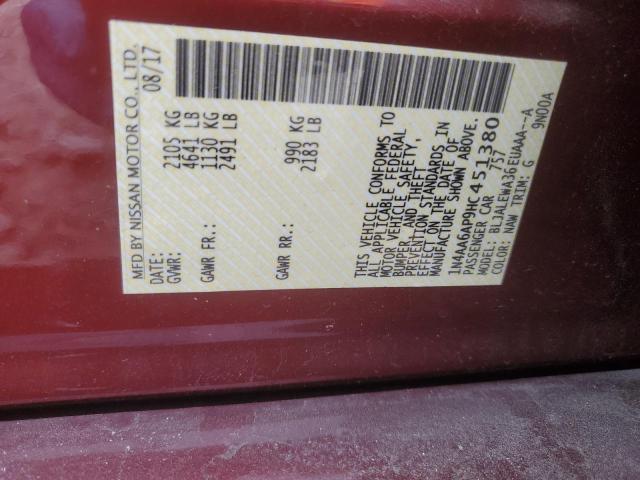 MFD BY NISSAN MOTOR CO., LTD.
DATE: 08/17
GVWR: 2105 KG
4641 LB
GAWR FR: 1130 KG
2491 LB
GAWR RR: 990 KG
2183 LB
THIS VEHICLE CONFORMS TO
ALL APPLICABLE FEDERAL
MOTOR VEHICLE SAFETY,
BUMPER, AND THEFT
PREVENTION STANDARDS IN
EFFECT ON THE DATE OF
MANUFACTURE SHOWN ABOVE.
1N4AA6AP9HC451380
PASSENGER CAR 757
MODEL: BLJALEWA36EUAAA--A
COLOR: NAW TRIM: G 9N00A